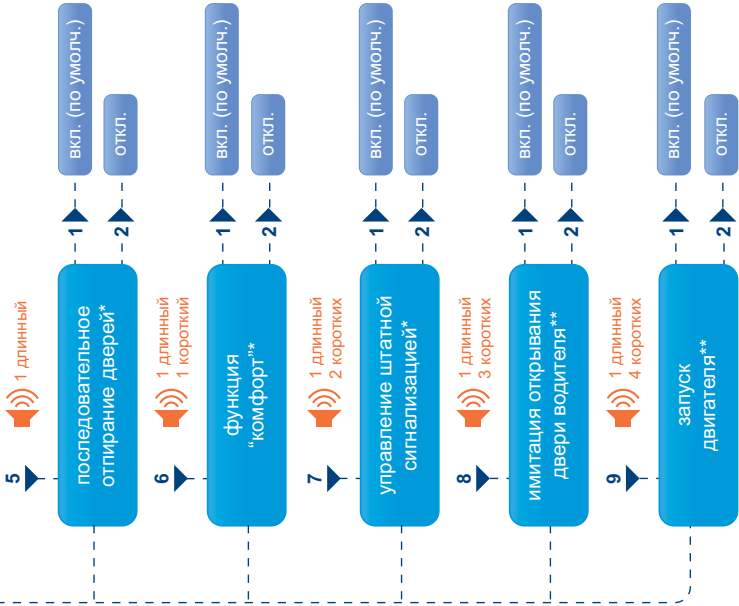 5
1 длинный
последовательное
отпирание дверей*
1
вкл. (по умолч.)
2
откл.
6
1 длинный
1 короткий
функция
“комфорт”*
1
вкл. (по умолч.)
2
откл.
7
1 длинный
2 коротких
управление штатной
сигнализацией*
1
вкл. (по умолч.)
2
откл.
8
1 длинный
3 коротких
имитация открывания
двери водителя**
1
вкл. (по умолч.)
2
откл.
9
1 длинный
4 коротких
запуск
двигателя**
1
вкл. (по умолч.)
2
откл.